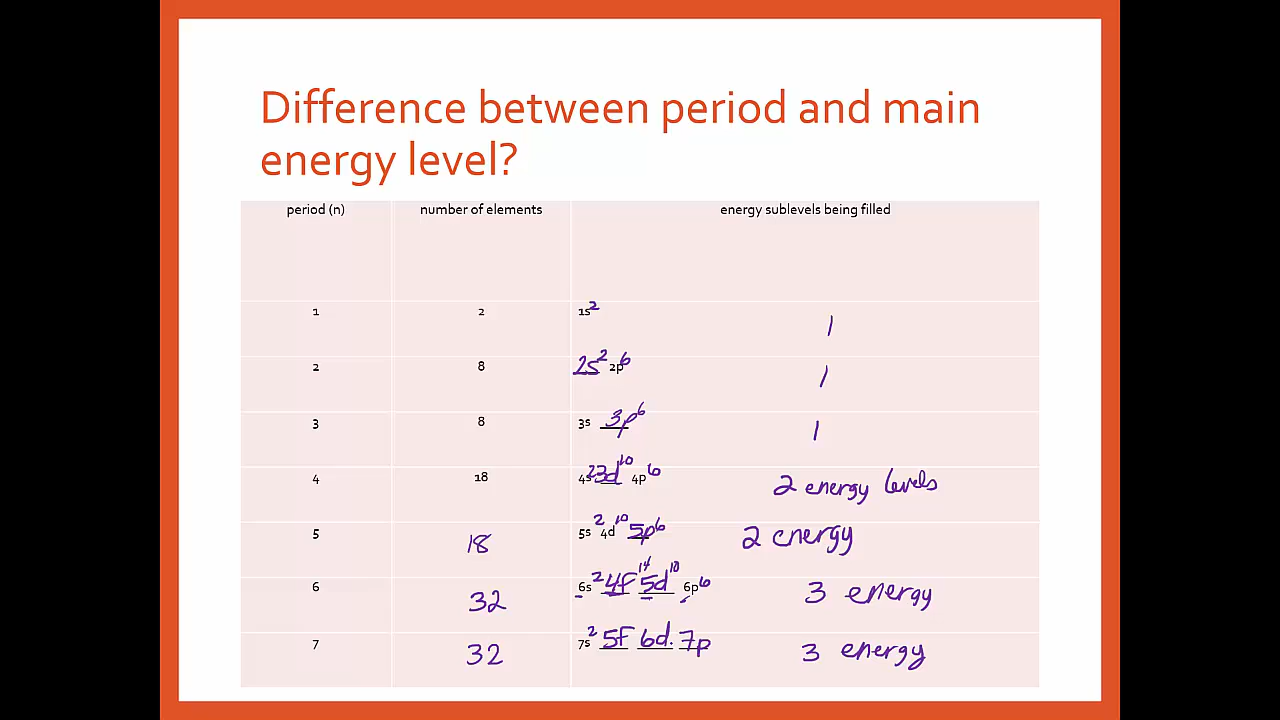 Difference between period and main
energy level?
period (n) number of elements energy sublevels being filled
1 2 1s² 1
2 8 2s² 2p⁶ 1
3 8 3s 3p⁶ 1
4 18 4s² 3d¹⁰ 4p⁶ 2 energy levels
5 18 5s² 4d¹⁰ 5p⁶ 2 energy
6 32 6s² 4f¹⁴ 5d¹⁰ 6p⁶ 3 energy
7 32 7s² 5f 6d. 7p 3 energy